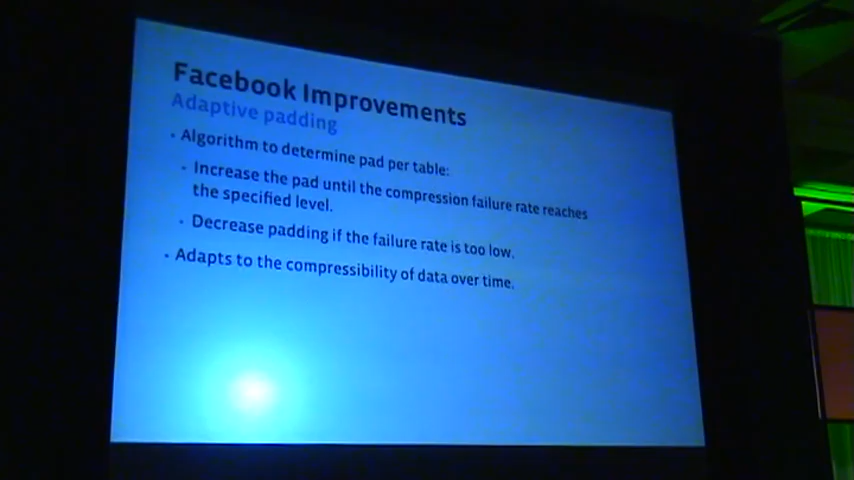 Facebook Improvements
Adaptive padding
• Algorithm to determine pad per table:
• Increase the pad until the compression failure rate reaches
the specified level.
• Decrease padding if the failure rate is too low.
• Adapts to the compressibility of data over time.